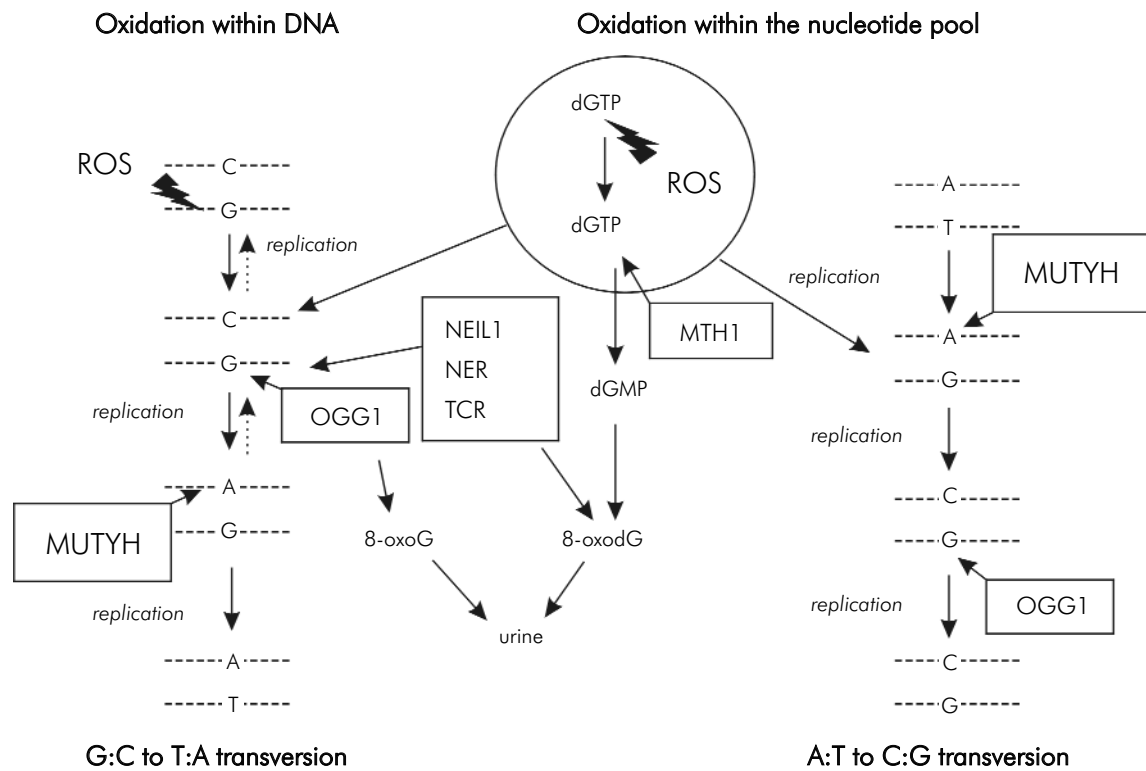 Oxidation within DNA
Oxidation within the nucleotide pool
ROS
C
G
replication
C
G
replication
OGG1
A
G
MUTYH
replication
A
T
G:C to T:A transversion
dGTP
ROS
dGTP
MTH1
NEIL1
NER
TCR
dGMP
8-oxoG
8-oxodG
urine
A
T
replication
MUTYH
A
G
replication
C
G
replication
OGG1
C
G
A:T to C:G transversion